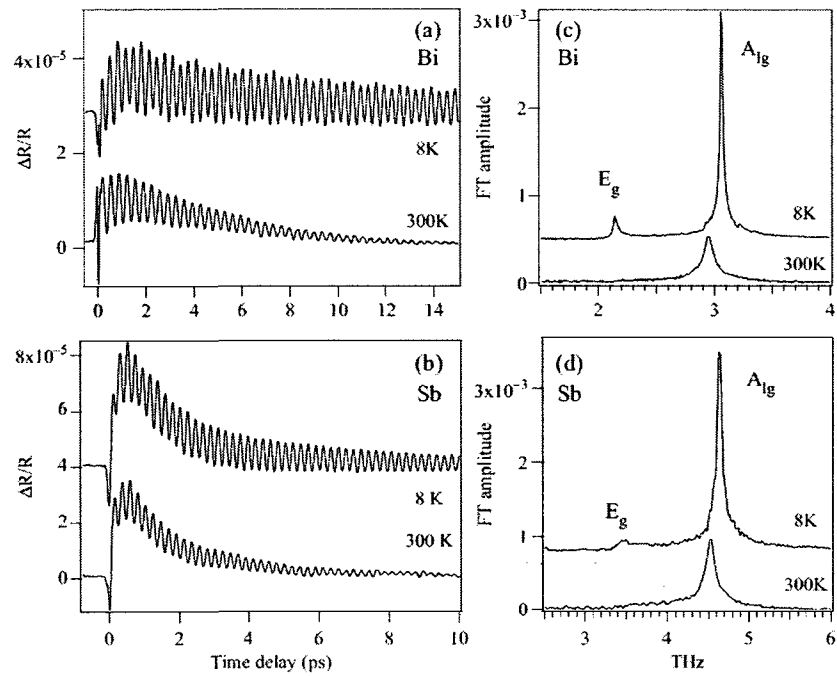 (a)
Bi
4x10⁻⁵
2
0
ΔR/R
8K
300K
0 2 4 6 8 10 12 14
(c)
Bi
3x10⁻³
1
0
FT amplitude
A1g
Eg
8K
300K
2 3 4
(b)
Sb
8x10⁻⁵
6
4
2
0
ΔR/R
8 K
300 K
0 2 4 6 8 10
Time delay (ps)
(d)
Sb
3x10⁻³
1
0
FT amplitude
A1g
Eg
8K
300K
3 4 5 6
THz